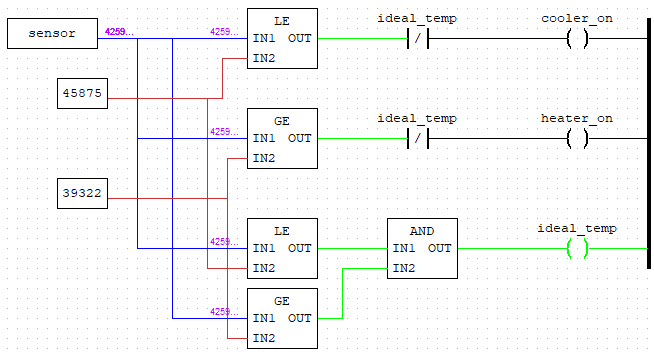 LE ideal_temp cooler_on
sensor 4259... 4259... IN1 OUT /
IN2
45875
GE ideal_temp heater_on
4259... IN1 OUT /
IN2
39322
LE AND ideal_temp
4259... IN1 OUT IN1 OUT
IN2 IN2
GE
4259... IN1 OUT
IN2